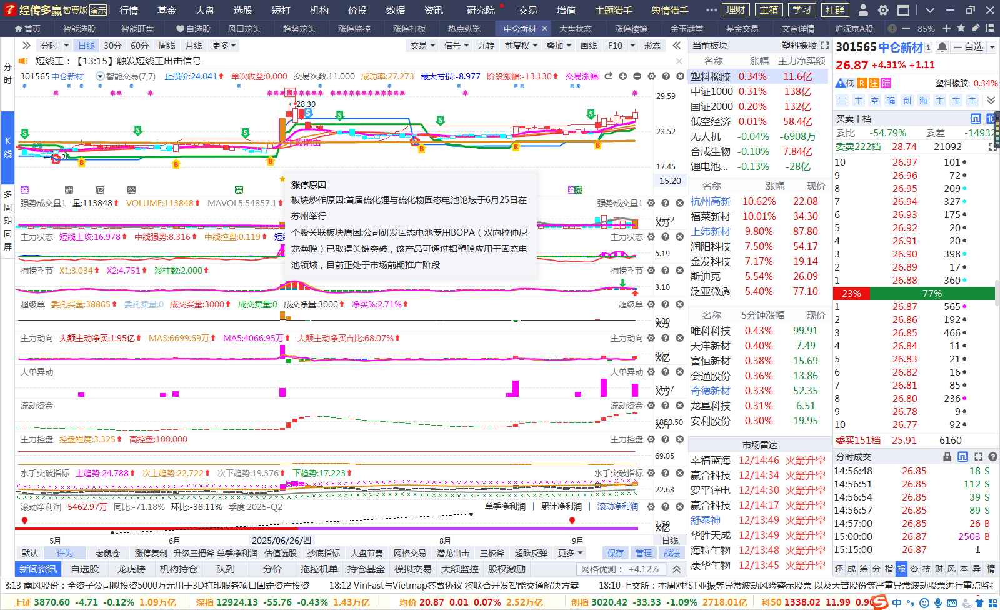 经传多赢 智尊版 演示 行情 基金 大盘 选股 短打 机构 价投 数据 资讯 研究院 交易 增值 主题猎手 舆情猎手 理财 宝箱 学习 社群
首页 智能选股 智能盯盘 自选股 风口龙头 趋势龙头 涨停监控 涨停打板 热点纵览 中仑新材 大盘状态 涨停棱镜 金玉满堂 基金交易 文章详情 沪深京A股 85%
分时 日线 30分 60分 周线 月线 更多 交易 信号 九转 前复权 叠加 画线 F10 形态
短线王：【13:15】触发短线王出击信号
301565 中仑新材 智能交易(7,7) 止损价:24.041 单次收益:0.000 交易次数:11.000 成功率:27.273 最大亏损:-8.977 阶段涨幅:-13.130 交易涨幅:
分时
K线
多周期同屏
28.30
29.59
23.52
17.45
15.20
涨停原因
板块炒作原因:首届硫化锂与硫化物固态电池论坛于6月25日在
苏州举行
个股关联板块原因:公司研发固态电池专用BOPA（双向拉伸尼
龙薄膜）已取得关键突破，该产品可通过铝塑膜应用于固态电
池领域，目前正处于市场前期推广阶段
强势成交量1 量:113848 VOLUME:113848 MAVOL5:54857.1 强势成交量1
16.72
X万
主力状态 短线上攻:16.978 中线强势:8.316 中线控盘:0.119 主力状态
5.19
捕捞季节 X1:3.034 X2:4.751 彩柱数:2.000 捕捞季节
3.10
超级单 委托买量:38865 委托卖量:0 成交买量:3000 成交卖量:0 成交净量:3000 净买%:2.71% 超级单
0.00
X万
主力动向 大额主动净买:1.95亿 MA3:6699.69万 MA5:4066.95万 大额主动净买占比:68.07% 主力动向
0.67
X亿
大单异动 大单异动
11.87
X万
流动资金 流动资金
1850.50
X万
主力控盘 控盘程度:3.325 高控盘:100.000 主力控盘
69.05
水手突破指标 上趋势:24.788 次上趋势:22.722 次下趋势:19.376 下趋势:17.223 水手突破指标
22.63
滚动净利润 5462.97万 同比:-71.18% 环比:-38.11% 季度:2025-Q2 单季净利润 | 累计净利润 | 滚动净利润
1.60
X亿
5月 6月 2025/06/26/四 8月 9月 日线
默认 许为 老鼠仓 涨停复制 升级三把斧 单季净利润 估值选股 抄底指标 大盘节奏 网格交易 潜龙出击 三板斧 超跌反弹 更多 保存 管理 战法
新闻资讯 自选股 龙虎榜 机构持仓 队列 分价 拖拉机单 持仓基金 模拟交易 大额监控 股权激励 网格优测： +4.12%
当前板块 塑料橡胶
名称 涨幅 主力净买额
塑料橡胶 0.34% 11.6亿
中证1000 0.31% 138亿
国证2000 0.20% 132亿
低空经济 0.01% 58.4亿
无人机 -0.04% -6908万
合成生物 -0.10% 7.84亿
锂电池... -0.13% -28亿
名称 涨幅 现价
杭州高新 10.62% 22.08
福莱新材 10.01% 34.30
上纬新材 9.80% 87.80
润阳科技 7.50% 54.17
金发科技 7.17% 19.14
斯迪克 5.54% 26.09
泛亚微透 5.40% 77.10
名称 5分钟涨幅 现价
唯科科技 0.43% 99.91
天洋新材 0.40% 7.49
富恒新材 0.38% 15.69
会通股份 0.36% 13.86
奇德新材 0.33% 52.35
龙星科技 0.31% 6.51
安利股份 0.30% 19.95
市场雷达
幸福蓝海 12/14:46 火箭升空
赢合科技 12/14:34 火箭升空
罗平锌电 12/14:30 火箭升空
赢合科技 12/14:17 火箭升空
舒泰神 12/13:49 火箭升空
华胜天成 12/13:49 火箭升空
海特生物 12/13:48 火箭升空
康华生物 12/13:45 火箭升空
301565 中仑新材 自选
26.87 +4.31% +1.11
低 R 注 陆 塑料橡胶: 0.34%
三 主 空 强 创 海 主 主 主
买卖十档 量 10
委比 -54.79% 委差 -14932
委卖222档 28.74 21092
10 26.97 101
9 26.96 72
8 26.95 209
7 26.94 327
6 26.93 175
5 26.92 20
4 26.91 20
3 26.90 398
2 26.89 17
1 26.88 360
23% 77%
1 26.87 565
2 26.86 192
3 26.85 466
4 26.84 11
5 26.83 21
6 26.82 16
7 26.81 85
8 26.80 236
9 26.78 9
10 26.77 92
委买151档 25.91 6160
分时成交 量
14:56:48 26.85 18 S
14:56:51 26.85 112 S
14:56:54 26.85 39 S
14:56:57 26.85 89 S
14:57:00 26.85 26 B
15:00:00 26.87 2503 B
15:15:00 26.87 1
还 成 筹 分 指 报 资 技 财 风 本 异 情
3:13 南风股份：全资子公司拟投资5000万元用于3D打印服务项目固定资产投资 18:12 VinFast与Vietmap签署协议 将联合开发智能交通解决方案 18:10 上交所：本周对*ST亚振等异常波动风险警示股票 以及天普股份等严重异常波动股票进行重点监控
上证 3870.60 -4.71 -0.12% 1.09万亿 深指 12924.13 -55.76 -0.43% 1.43万亿 均价 20.87 0.01 0.07% 2.52万亿 创指 3020.42 -33.33 -1.09% 2718.01亿 科50 1338.02 11.99 0.90 中